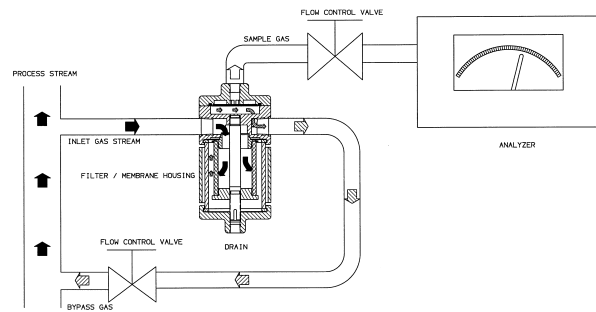 FLOW CONTROL VALVE
SAMPLE GAS
PROCESS STREAM
INLET GAS STREAM
ANALYZER
FILTER / MEMBRANE HOUSING
FLOW CONTROL VALVE
DRAIN
BYPASS GAS